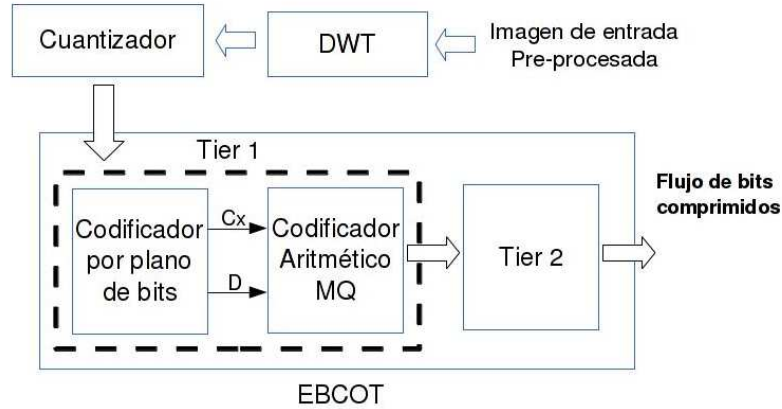 Cuantizador
DWT
Imagen de entrada
Pre-procesada
Tier 1
Codificador
por plano
de bits
Cx
D
Codificador
Aritmético
MQ
Tier 2
Flujo de bits
comprimidos
EBCOT